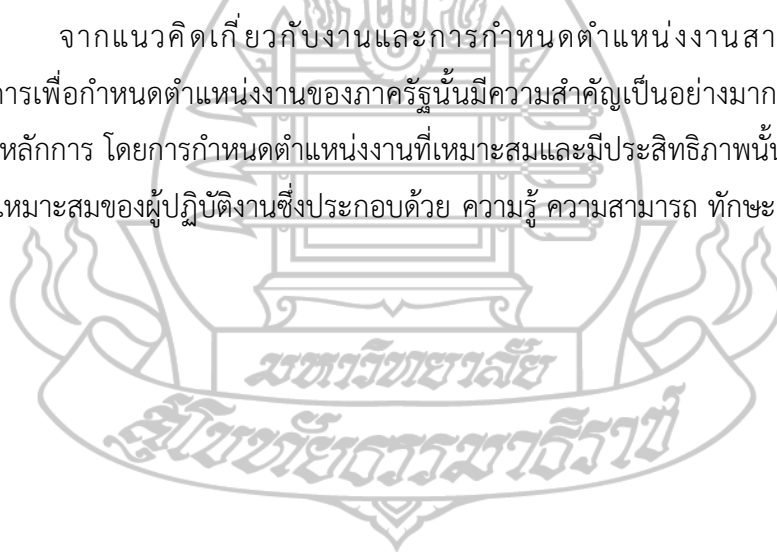 จากแนวคิดเกี่ยวกับงานและการกำหนดตำแหน่งงานสา
การเพื่อกำหนดตำแหน่งงานของภาครัฐนั้นมีความสำคัญเป็นอย่างมาก
หลักการ โดยการกำหนดตำแหน่งงานที่เหมาะสมและมีประสิทธิภาพนั้น
เหมาะสมของผู้ปฏิบัติงานซึ่งประกอบด้วย ความรู้ ความสามารถ ทักษะ
มหาวิทยาลัย
สุโขทัยธรรมาธิราช